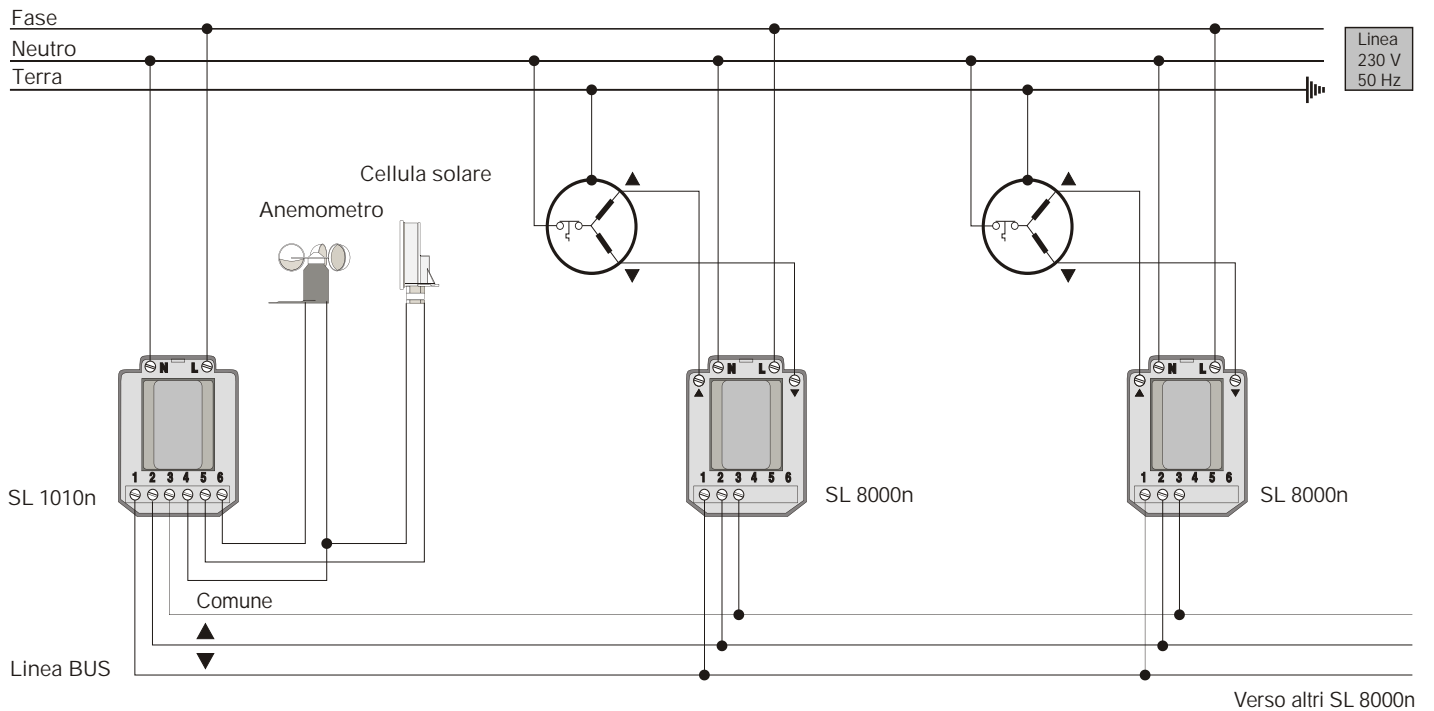 Fase
Neutro
Terra
Linea
230 V
50 Hz
Cellula solare
Anemometro
N L
N L
N L
1 2 3 4 5 6
1 2 3 4 5 6
1 2 3 4 5 6
SL 1010n
SL 8000n
SL 8000n
Comune
Linea BUS
Verso altri SL 8000n